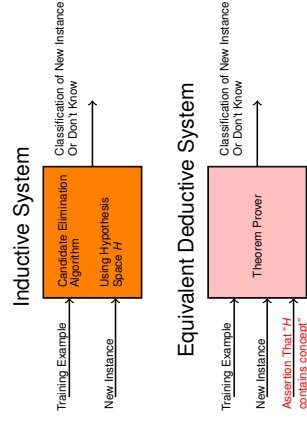 Inductive System
Candidate Elimination
Algorithm
Using Hypothesis
Space H
Training Example
New Instance
Classification of New Instance
Or Don't Know
Equivalent Deductive System
Theorem Prover
Training Example
New Instance
Assertion That "H
contains concept"
Classification of New Instance
Or Don't Know